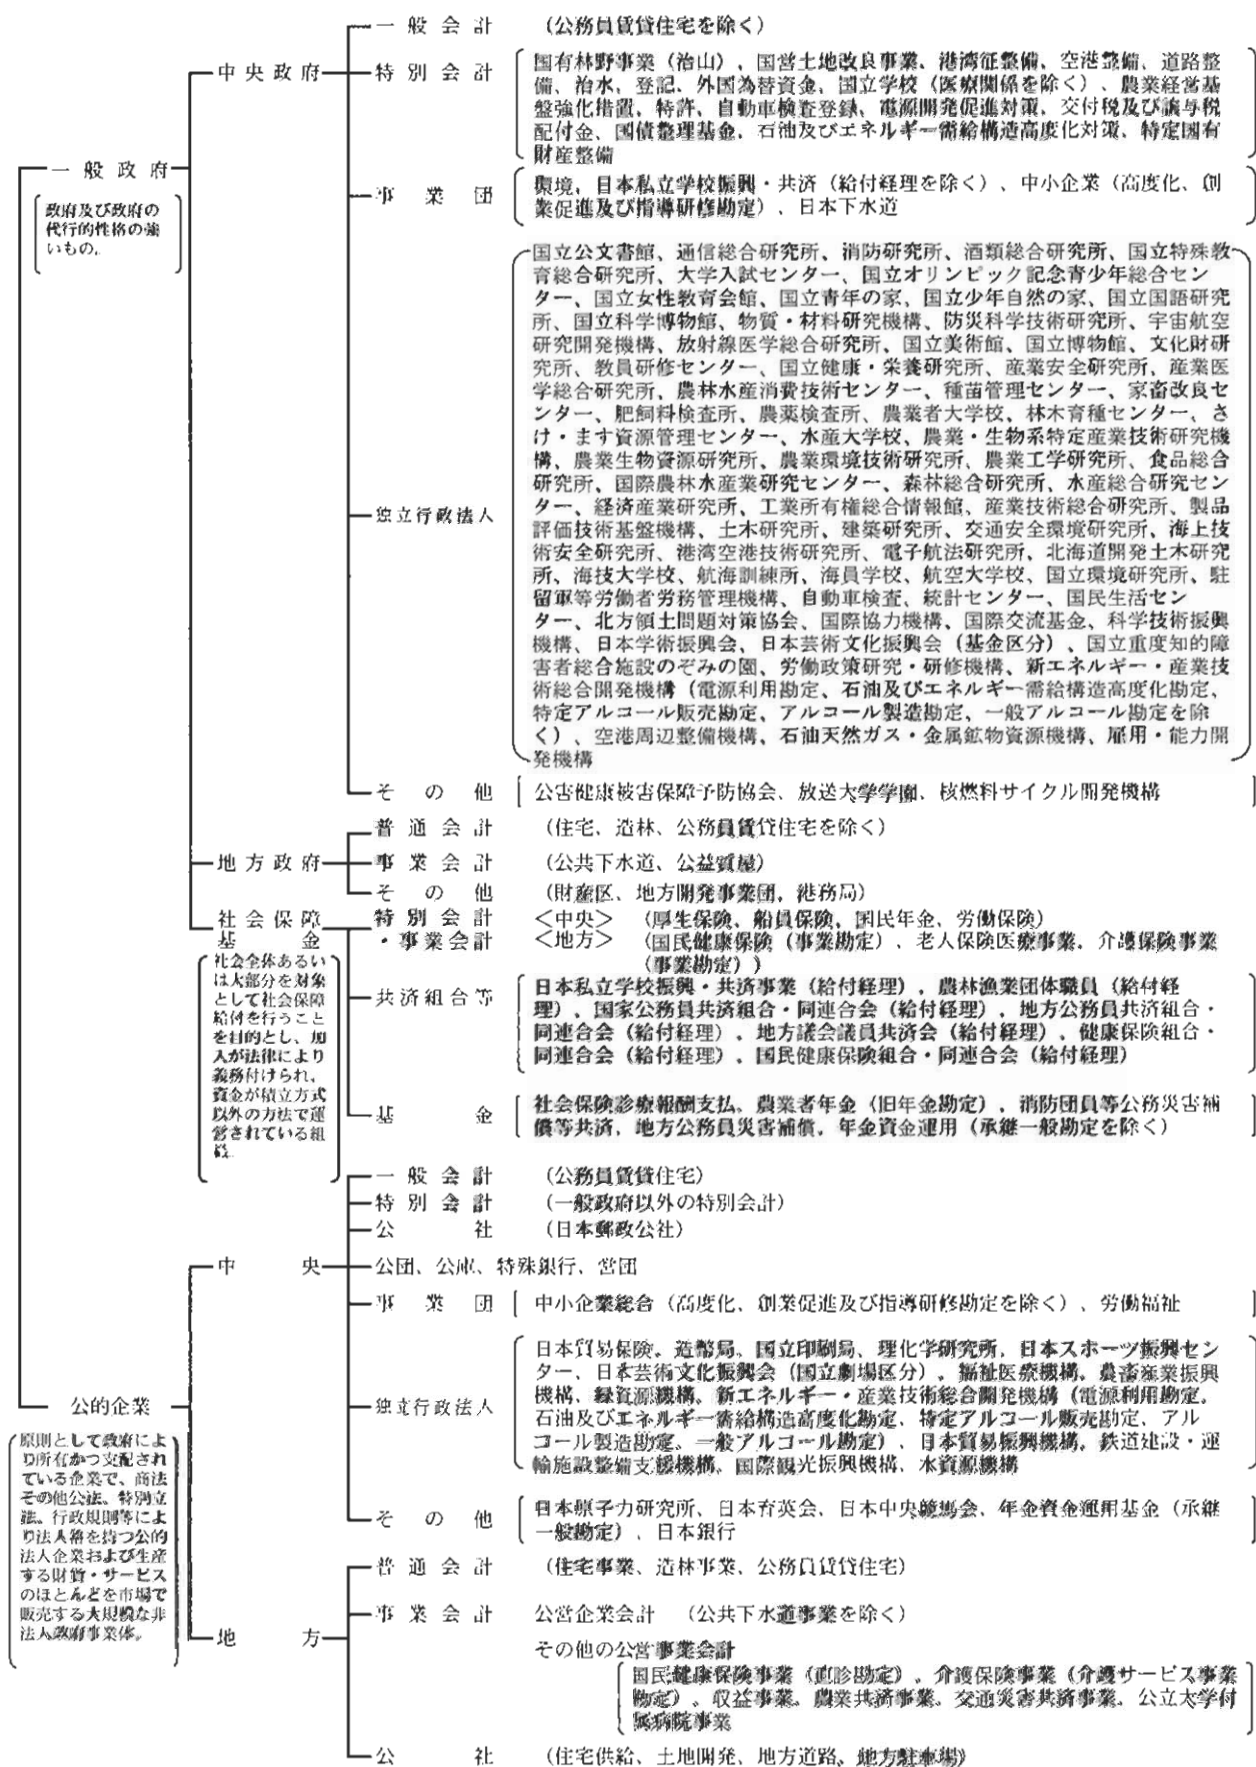 一般会計 （公務員賃貸住宅を除く）
中央政府 特別会計
国有林野事業（治山）、国営土地改良事業、港湾整備、空港整備、道路整
備、治水、登記、外国為替資金、国立学校（医療関係を除く）、農業経営基
盤強化措置、特許、自動車検査登録、電源開発促進対策、交付税及び譲与税
配付金、国債整理基金、石油及びエネルギー需給構造高度化対策、特定国有
財産整備
一般政府
政府及び政府の
代行的性格の強
いもの。
事業団
環境、日本私立学校振興・共済（給付経理を除く）、中小企業（高度化、創
業促進及び指導研修勘定）、日本下水道
独立行政法人
国立公文書館、通信総合研究所、消防研究所、酒類総合研究所、国立特殊教
育総合研究所、大学入試センター、国立オリンピック記念青少年総合セン
ター、国立女性教育会館、国立青年の家、国立少年自然の家、国立国語研究
所、国立科学博物館、物質・材料研究機構、防災科学技術研究所、宇宙航空
研究開発機構、放射線医学総合研究所、国立美術館、国立博物館、文化財研
究所、教員研修センター、国立健康・栄養研究所、産業安全研究所、産業医
学総合研究所、農林水産消費技術センター、種苗管理センター、家畜改良セ
ンター、肥飼料検査所、農薬検査所、農業者大学校、林木育種センター、さ
け・ます資源管理センター、水産大学校、農業・生物系特定産業技術研究機
構、農業生物資源研究所、農業環境技術研究所、農業工学研究所、食品総合
研究所、国際農林水産業研究センター、森林総合研究所、水産総合研究セン
ター、経済産業研究所、工業所有権総合情報館、産業技術総合研究所、製品
評価技術基盤機構、土木研究所、建築研究所、交通安全環境研究所、海上技
術安全研究所、港湾空港技術研究所、電子航法研究所、北海道開発土木研究
所、海技大学校、航海訓練所、海員学校、航空大学校、国立環境研究所、駐
留軍等労働者労務管理機構、自動車検査、統計センター、国民生活セン
ター、北方領土問題対策協会、国際協力機構、国際交流基金、科学技術振興
機構、日本学術振興会、日本芸術文化振興会（基金区分）、国立重度知的障
害者総合施設のぞみの園、労働政策研究・研修機構、新エネルギー・産業技
術総合開発機構（電源利用勘定、石油及びエネルギー需給構造高度化勘定、
特定アルコール販売勘定、アルコール製造勘定、一般アルコール勘定を除
く）、空港周辺整備機構、石油天然ガス・金属鉱物資源機構、雇用・能力開
発機構
その他 公害健康被害保障予防協会、放送大学学園、核燃料サイクル開発機構
普通会計 （住宅、造林、公務員賃貸住宅を除く）
地方政府 事業会計 （公共下水道、公益質屋）
その他 （財産区、地方開発事業団、港務局）
社会保障基金
社会全体あるい
は大部分を対象
として社会保障
給付を行うこと
を目的とし、加
入が法律により
義務付けられ、
資金が積立方式
以外の方法で運
営されている組
織。
特別会計 ＜中央＞ （厚生保険、船員保険、国民年金、労働保険）
・事業会計 ＜地方＞ （国民健康保険（事業勘定）、老人保険医療事業、介護保険事業
（事業勘定））
共済組合等
日本私立学校振興・共済事業（給付経理）、農林漁業団体職員（給付経
理）、国家公務員共済組合・同連合会（給付経理）、地方公務員共済組合・
同連合会（給付経理）、地方議会議員共済会（給付経理）、健康保険組合・
同連合会（給付経理）、国民健康保険組合・同連合会（給付経理）
基金
社会保険診療報酬支払、農業者年金（旧年金勘定）、消防団員等公務災害補
償等共済、地方公務員災害補償、年金資金運用（承継一般勘定を除く）
一般会計 （公務員賃貸住宅）
特別会計 （一般政府以外の特別会計）
公社 （日本郵政公社）
中央 公団、公庫、特殊銀行、営団
事業団 中小企業総合（高度化、創業促進及び指導研修勘定を除く）、労働福祉
独立行政法人
日本貿易保険、造幣局、国立印刷局、理化学研究所、日本スポーツ振興セン
ター、日本芸術文化振興会（国立劇場区分）、福祉医療機構、農畜産業振興
機構、緑資源機構、新エネルギー・産業技術総合開発機構（電源利用勘定、
石油及びエネルギー需給構造高度化勘定、特定アルコール販売勘定、アル
コール製造勘定、一般アルコール勘定）、日本貿易振興機構、鉄道建設・運
輸施設整備支援機構、国際観光振興機構、水資源機構
公的企業
原則として政府によ
り所有かつ支配され
ている企業で、商法
その他公法、特別立
法、行政規則等によ
り法人格を持つ公的
法人企業および生産
する財貨・サービス
のほとんどを市場で
販売する大規模な非
法人政府事業体。
その他
日本原子力研究所、日本育英会、日本中央競馬会、年金資金運用基金（承継
一般勘定）、日本銀行
普通会計 （住宅事業、造林事業、公務員賃貸住宅）
事業会計 公営企業会計 （公共下水道事業を除く）
地方
その他の公営事業会計
国民健康保険事業（直診勘定）、介護保険事業（介護サービス事業
勘定）、収益事業、農業共済事業、交通災害共済事業、公立大学付
属病院事業
公社 （住宅供給、土地開発、地方道路、地方駐車場）